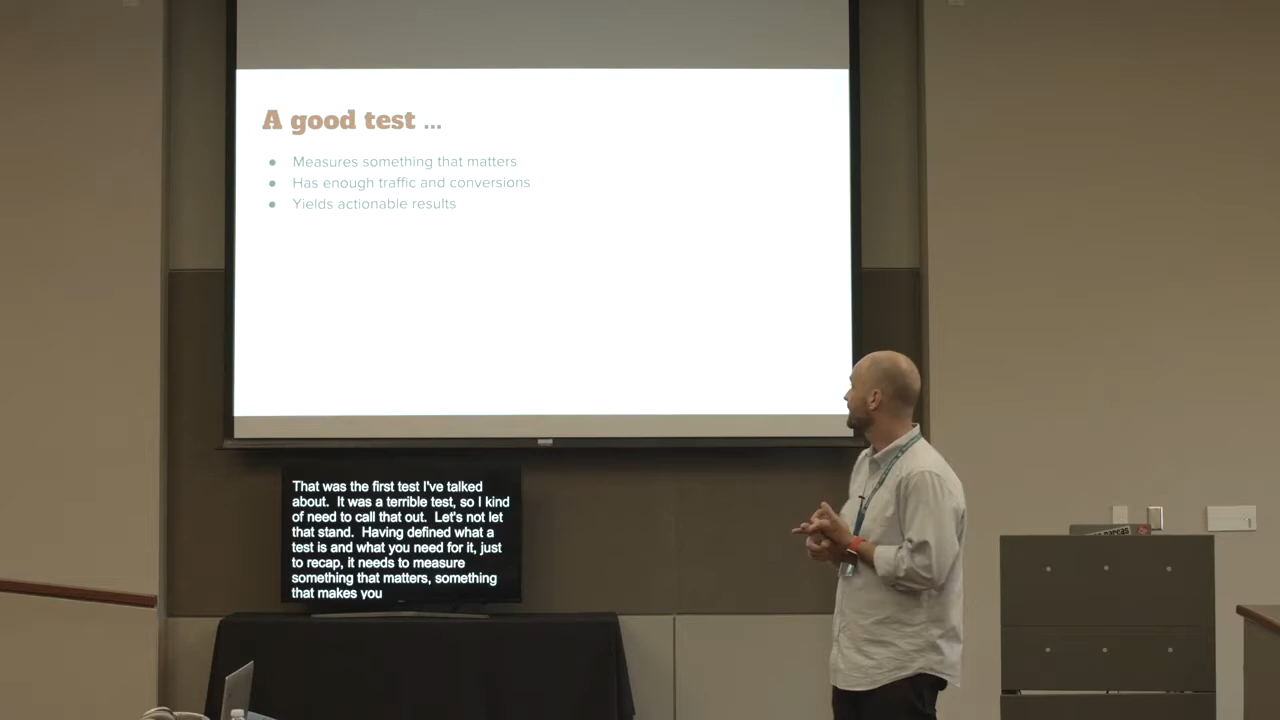 A good test ...
● Measures something that matters
● Has enough traffic and conversions
● Yields actionable results
That was the first test I've talked
about. It was a terrible test, so I kind
of need to call that out. Let's not let
that stand. Having defined what a
test is and what you need for it, just
to recap, it needs to measure
something that matters, something
that makes you